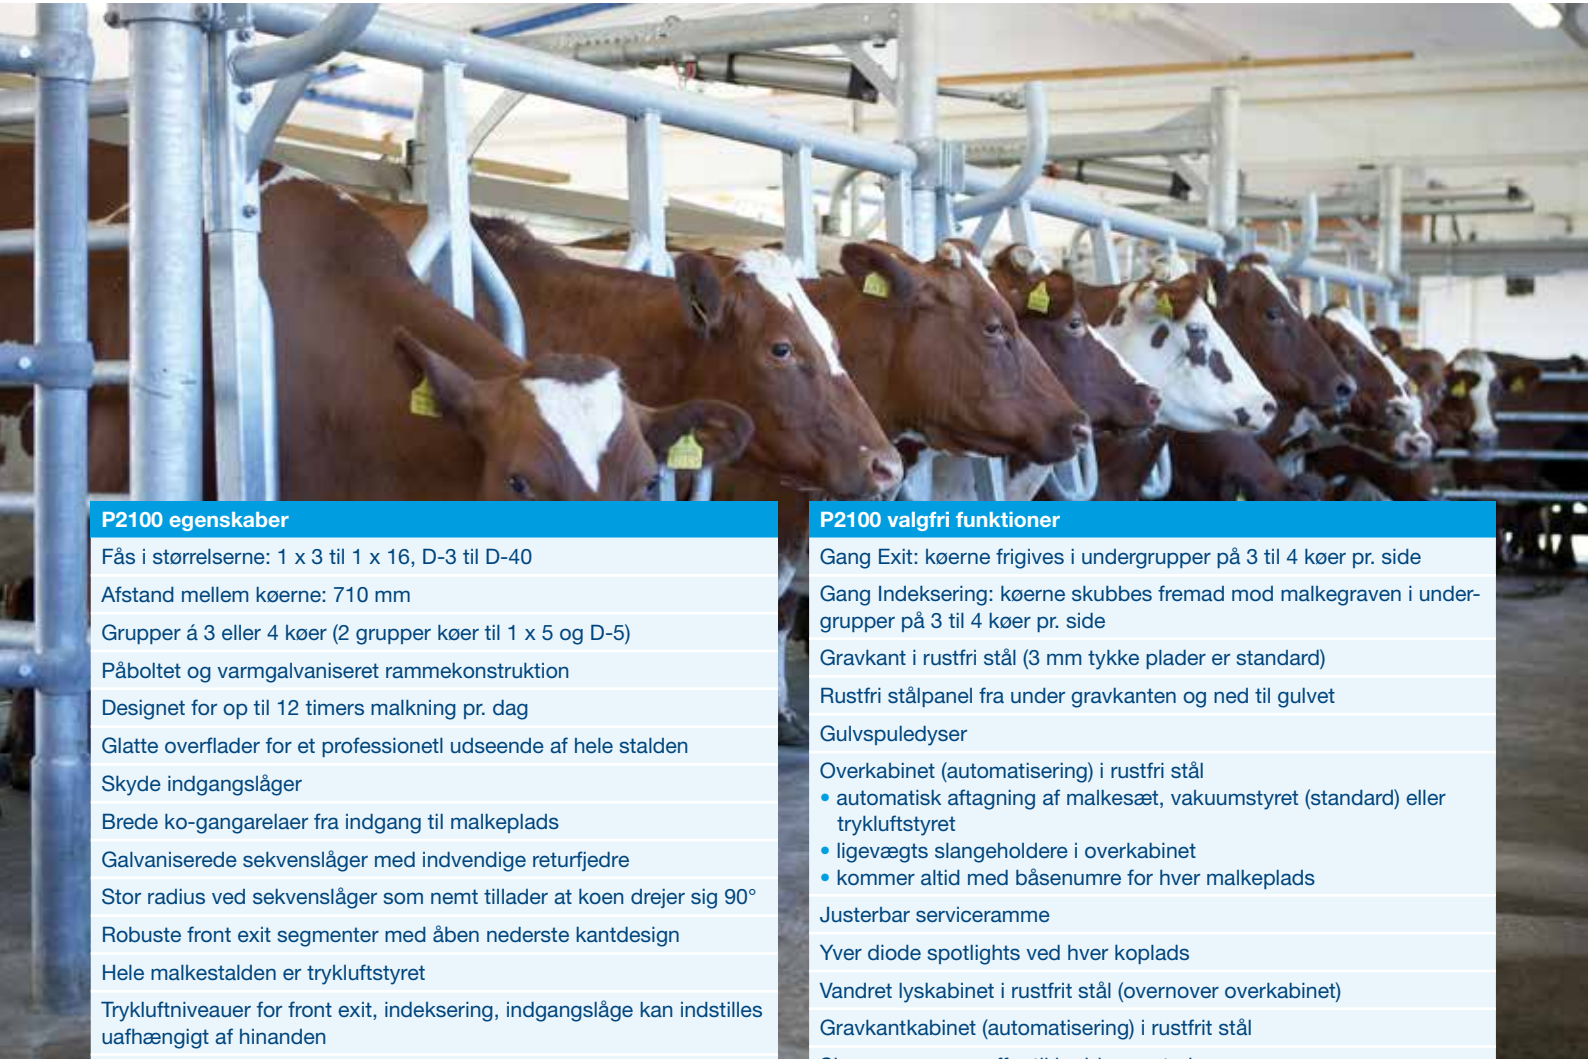 P2100 egenskaber
Fås i størrelserne: 1 x 3 til 1 x 16, D-3 til D-40
Afstand mellem køerne: 710 mm
Grupper á 3 eller 4 køer (2 grupper køer til 1 x 5 og D-5)
Påboltet og varmgalvaniseret rammekonstruktion
Designet for op til 12 timers malkning pr. dag
Glatte overflader for et professionetl udseende af hele stalden
Skyde indgangslåger
Brede ko-gangarelaer fra indgang til malkeplads
Galvaniserede sekvenslåger med indvendige returfjedre
Stor radius ved sekvenslåger som nemt tillader at koen drejer sig 90°
Robuste front exit segmenter med åben nederste kantdesign
Hele malkestalden er trykluftstyret
Trykluftniveauer for front exit, indeksering, indgangslåge kan indstilles
uafhængigt af hinanden
P2100 valgfri funktioner
Gang Exit: køerne frigives i undergrupper på 3 til 4 køer pr. side
Gang Indeksering: køerne skubbes fremad mod malkegraven i under-
grupper på 3 til 4 køer pr. side
Gravkant i rustfri stål (3 mm tykke plader er standard)
Rustfri stålpanel fra under gravkanten og ned til gulvet
Gulvspuledyser
Overkabinet (automatisering) i rustfri stål
• automatisk aftagning af malkesæt, vakuumstyret (standard) eller
trykluftstyret
• ligevægts slangeholdere i overkabinet
• kommer altid med båsenumre for hver malkeplads
Justerbar serviceramme
Yver diode spotlights ved hver koplads
Vandret lyskabinet i rustfrit stål (overnover overkabinet)
Gravkantkabinet (automatisering) i rustfrit stål